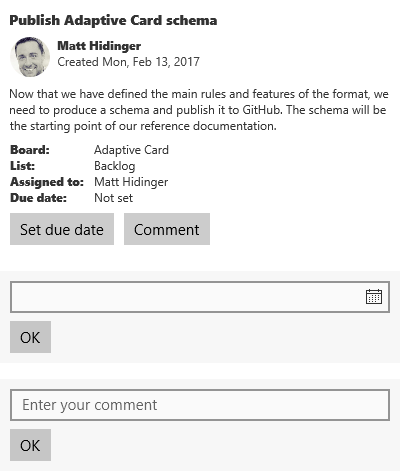 Publish Adaptive Card schema
Matt Hidinger
Created Mon, Feb 13, 2017
Now that we have defined the main rules and features of the format, we
need to produce a schema and publish it to GitHub. The schema will be
the starting point of our reference documentation.
Board: Adaptive Card
List: Backlog
Assigned to: Matt Hidinger
Due date: Not set
Set due date Comment
OK
Enter your comment
OK